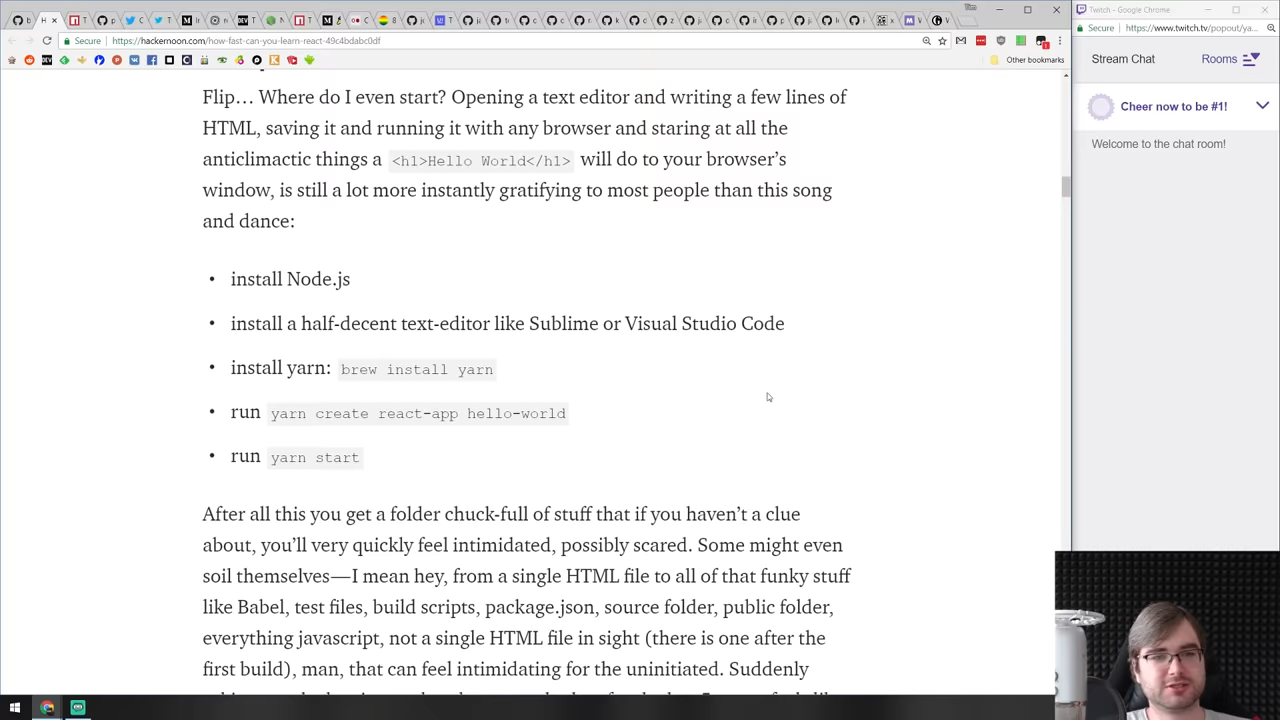 Twitch - Google Chrome
Secure
https://hackernoon.com/how-fast-can-you-learn-react-49c4bdabc0df
Secure
https://www.twitch.tv/popout/ya...
Other bookmarks
Stream Chat
Rooms
Cheer now to be #1!
Welcome to the chat room!
Flip… Where do I even start? Opening a text editor and writing a few lines of
HTML, saving it and running it with any browser and staring at all the
anticlimactic things a <h1>Hello World</h1> will do to your browser's
window, is still a lot more instantly gratifying to most people than this song
and dance:
• install Node.js
• install a half-decent text-editor like Sublime or Visual Studio Code
• install yarn: brew install yarn
• run yarn create react-app hello-world
• run yarn start
After all this you get a folder chuck-full of stuff that if you haven't a clue
about, you'll very quickly feel intimidated, possibly scared. Some might even
soil themselves—I mean hey, from a single HTML file to all of that funky stuff
like Babel, test files, build scripts, package.json, source folder, public folder,
everything javascript, not a single HTML file in sight (there is one after the
first build), man, that can feel intimidating for the uninitiated. Suddenly